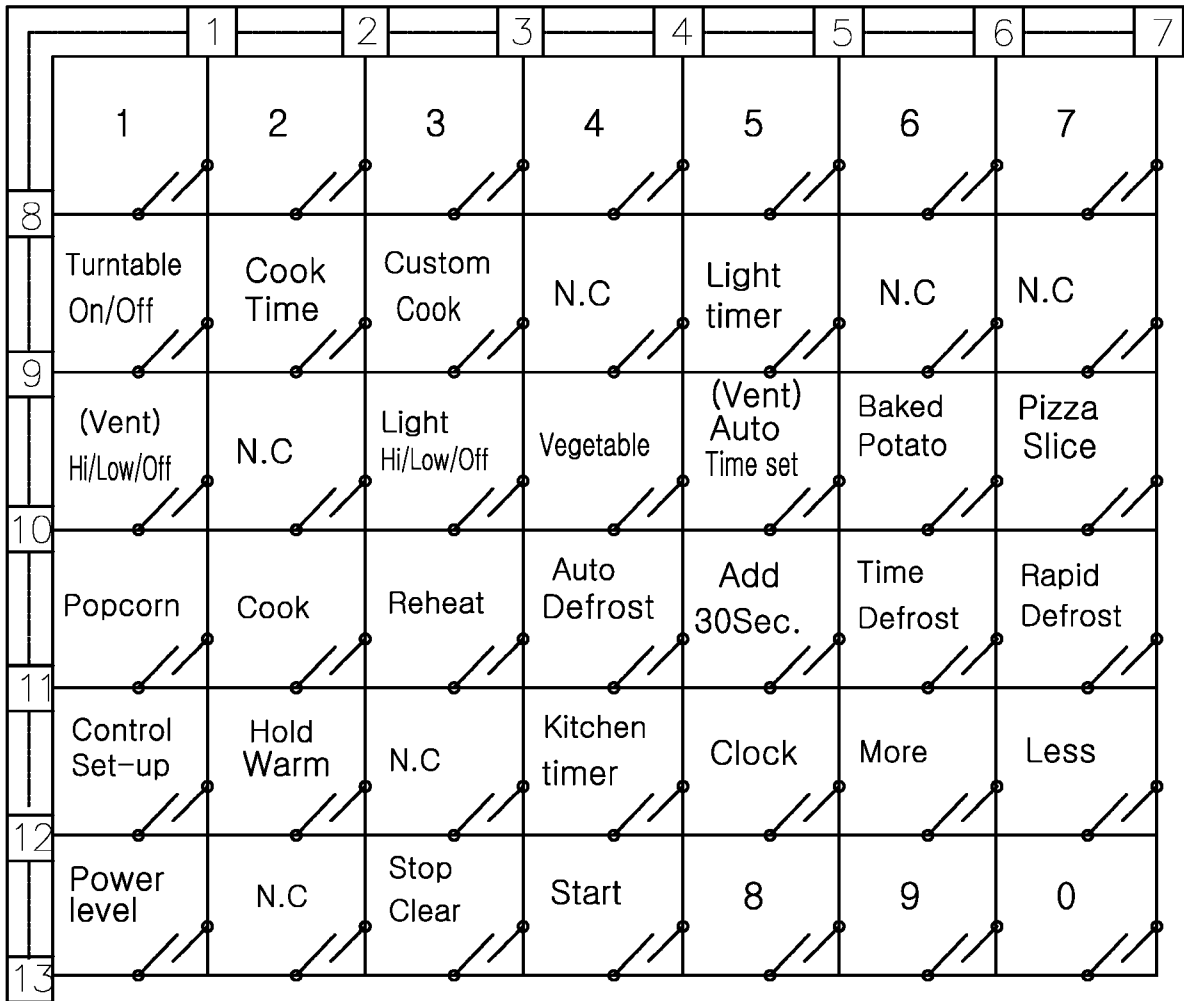 1 2 3 4 5 6 7
1 2 3 4 5 6 7
8
Turntable
On/Off
Cook
Time
Custom
Cook
N.C
Light
timer
N.C
N.C
9
(Vent)
Hi/Low/Off
N.C
Light
Hi/Low/Off
Vegetable
(Vent)
Auto
Time set
Baked
Potato
Pizza
Slice
10
Popcorn
Cook
Reheat
Auto
Defrost
Add
30Sec.
Time
Defrost
Rapid
Defrost
11
Control
Set-up
Hold
Warm
N.C
Kitchen
timer
Clock
More
Less
12
Power
level
N.C
Stop
Clear
Start
8
9
0
13